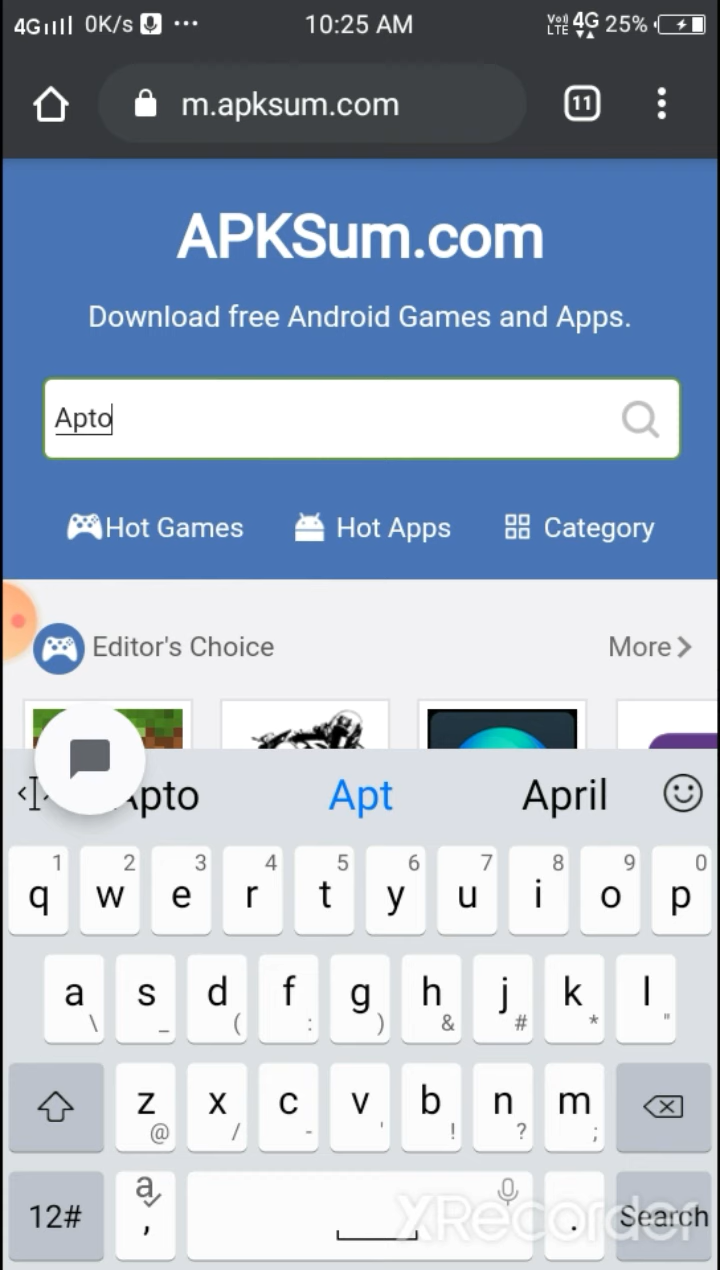 4G 0K/s ... 10:25 AM VoI) LTE 4G 25%
m.apksum.com 11
APKSum.com
Download free Android Games and Apps.
Apto
Hot Games Hot Apps Category
Editor's Choice More
Apto Apt April
1 2 3 4 5 6 7 8 9 0
q w e r t y u i o p
a s d f g h j k l
\ _ ( : ) & # * "
z x c v b n m
@ / - ' ! ? ;
12# a , . Search
XRecorder